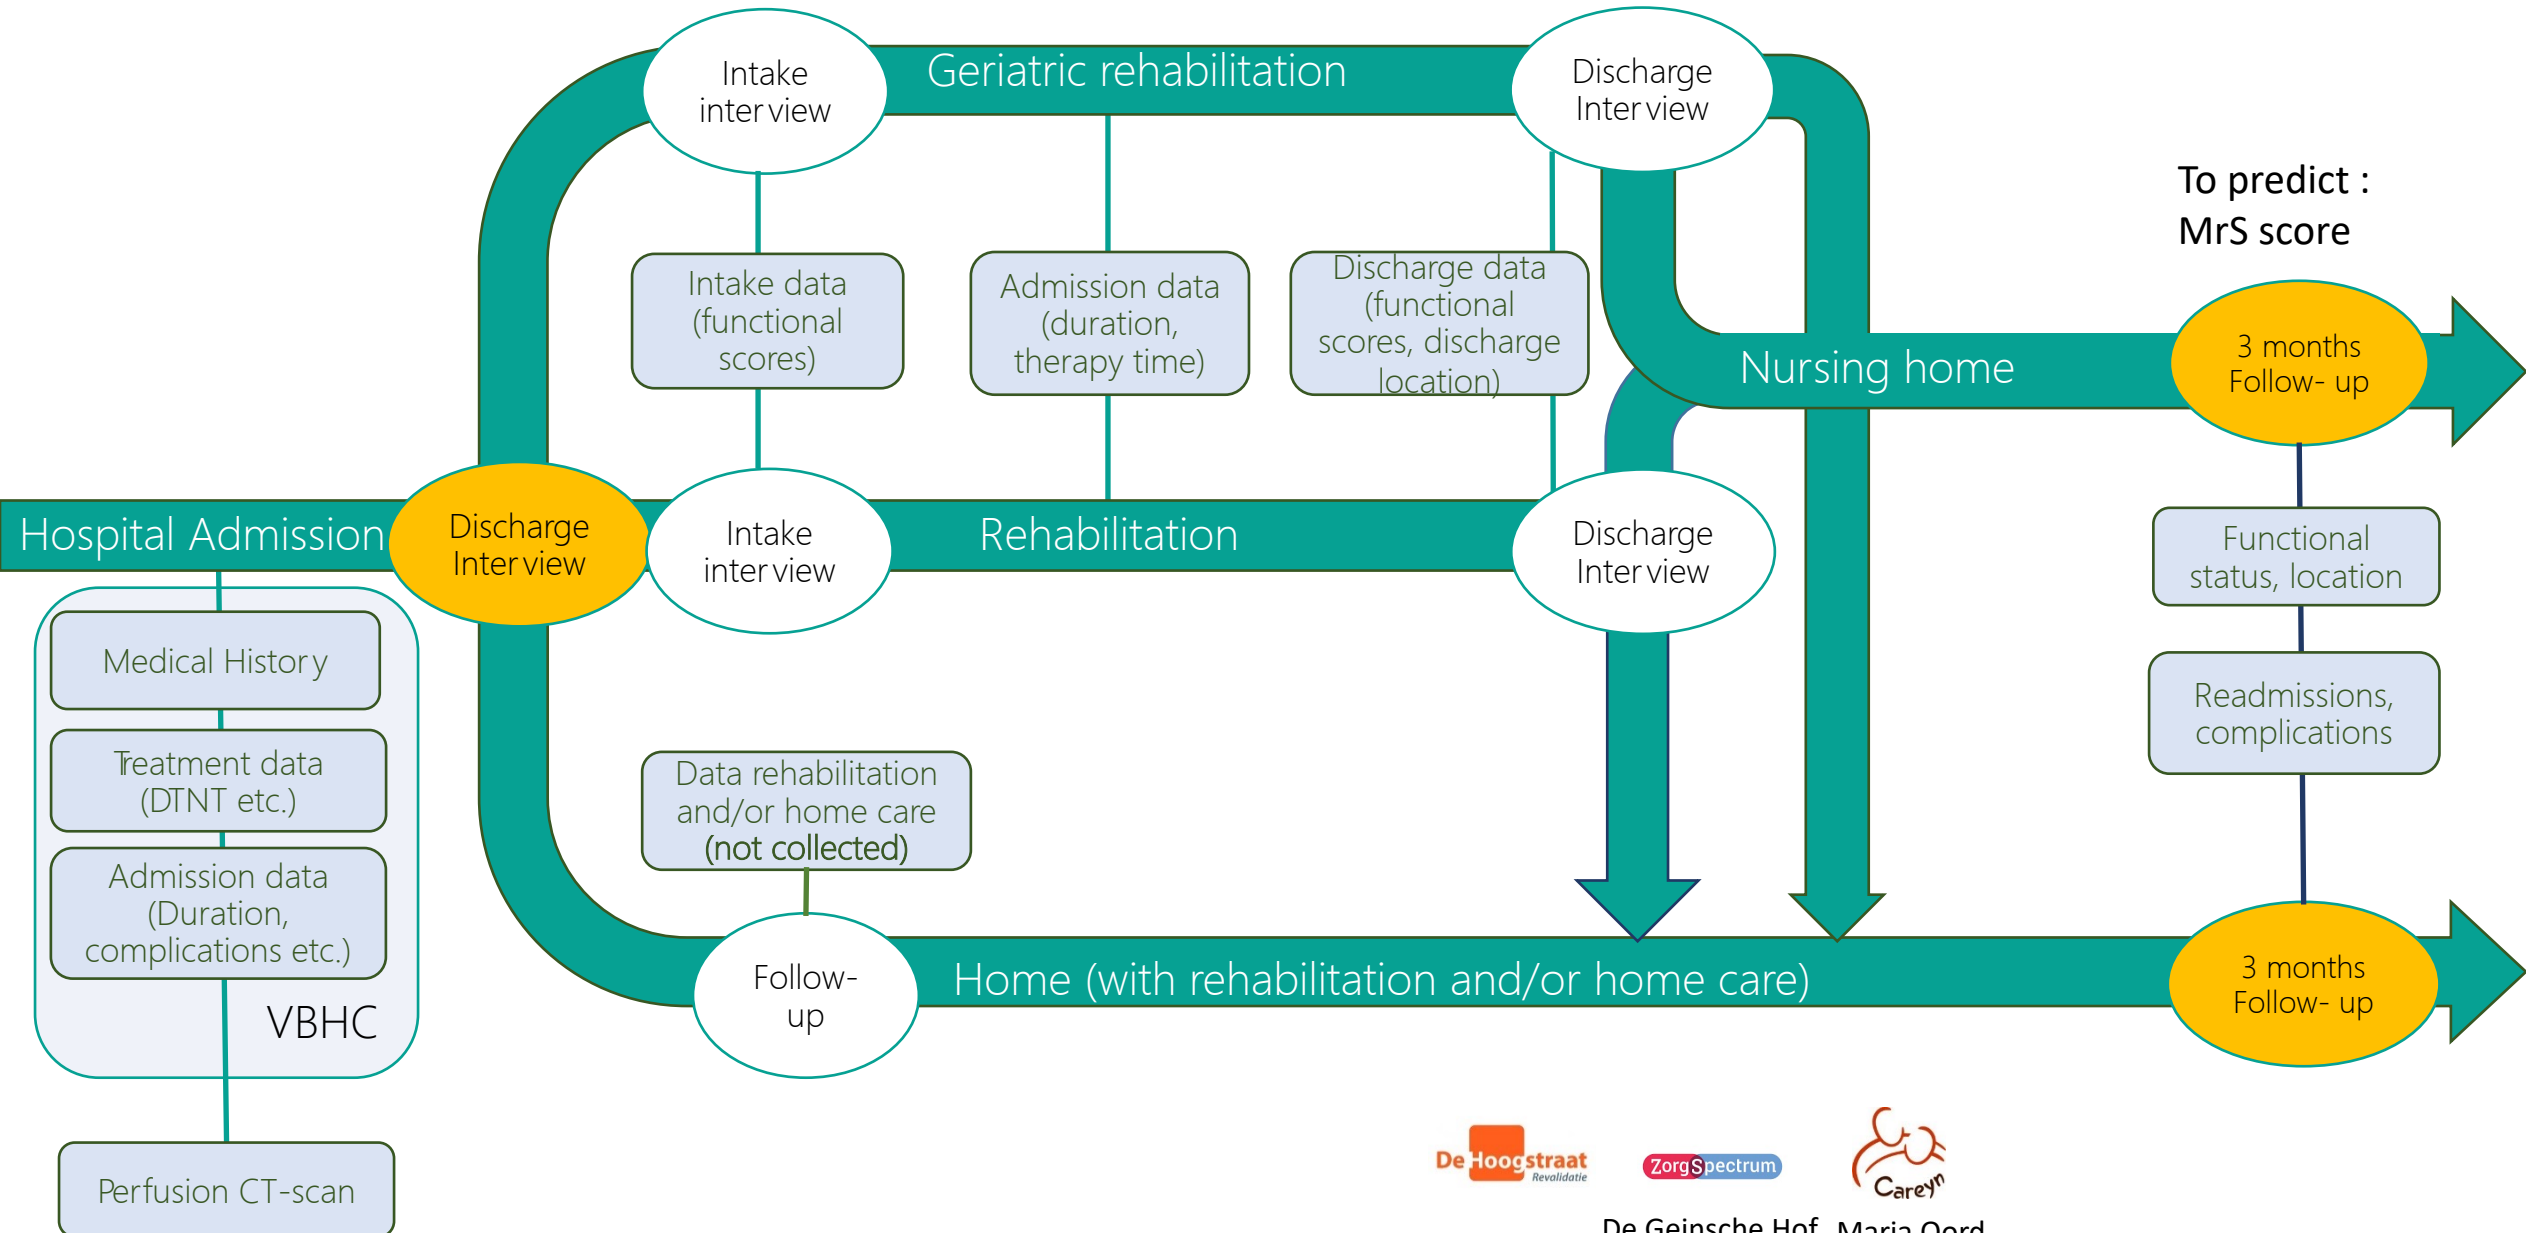 Intake
interview
Geriatric rehabilitation
Discharge
Interview
To predict :
MrS score
Intake data
(functional
scores)
Admission data
(duration,
therapy time)
Discharge data
(functional
scores, discharge
location)
Nursing home
3 months
Follow- up
Hospital Admission
Discharge
Interview
Intake
interview
Rehabilitation
Discharge
Interview
Functional
status, location
Medical History
Readmissions,
complications
Treatment data
(DTNT etc.)
Data rehabilitation
and/or home care
(not collected)
Admission data
(Duration,
complications etc.)
VBHC
Follow-
up
Home (with rehabilitation and/or home care)
3 months
Follow- up
Perfusion CT-scan
De Hoogstraat
Revalidatie
ZorgSpectrum
Careyn
De Geinsche Hof
Maria Oord